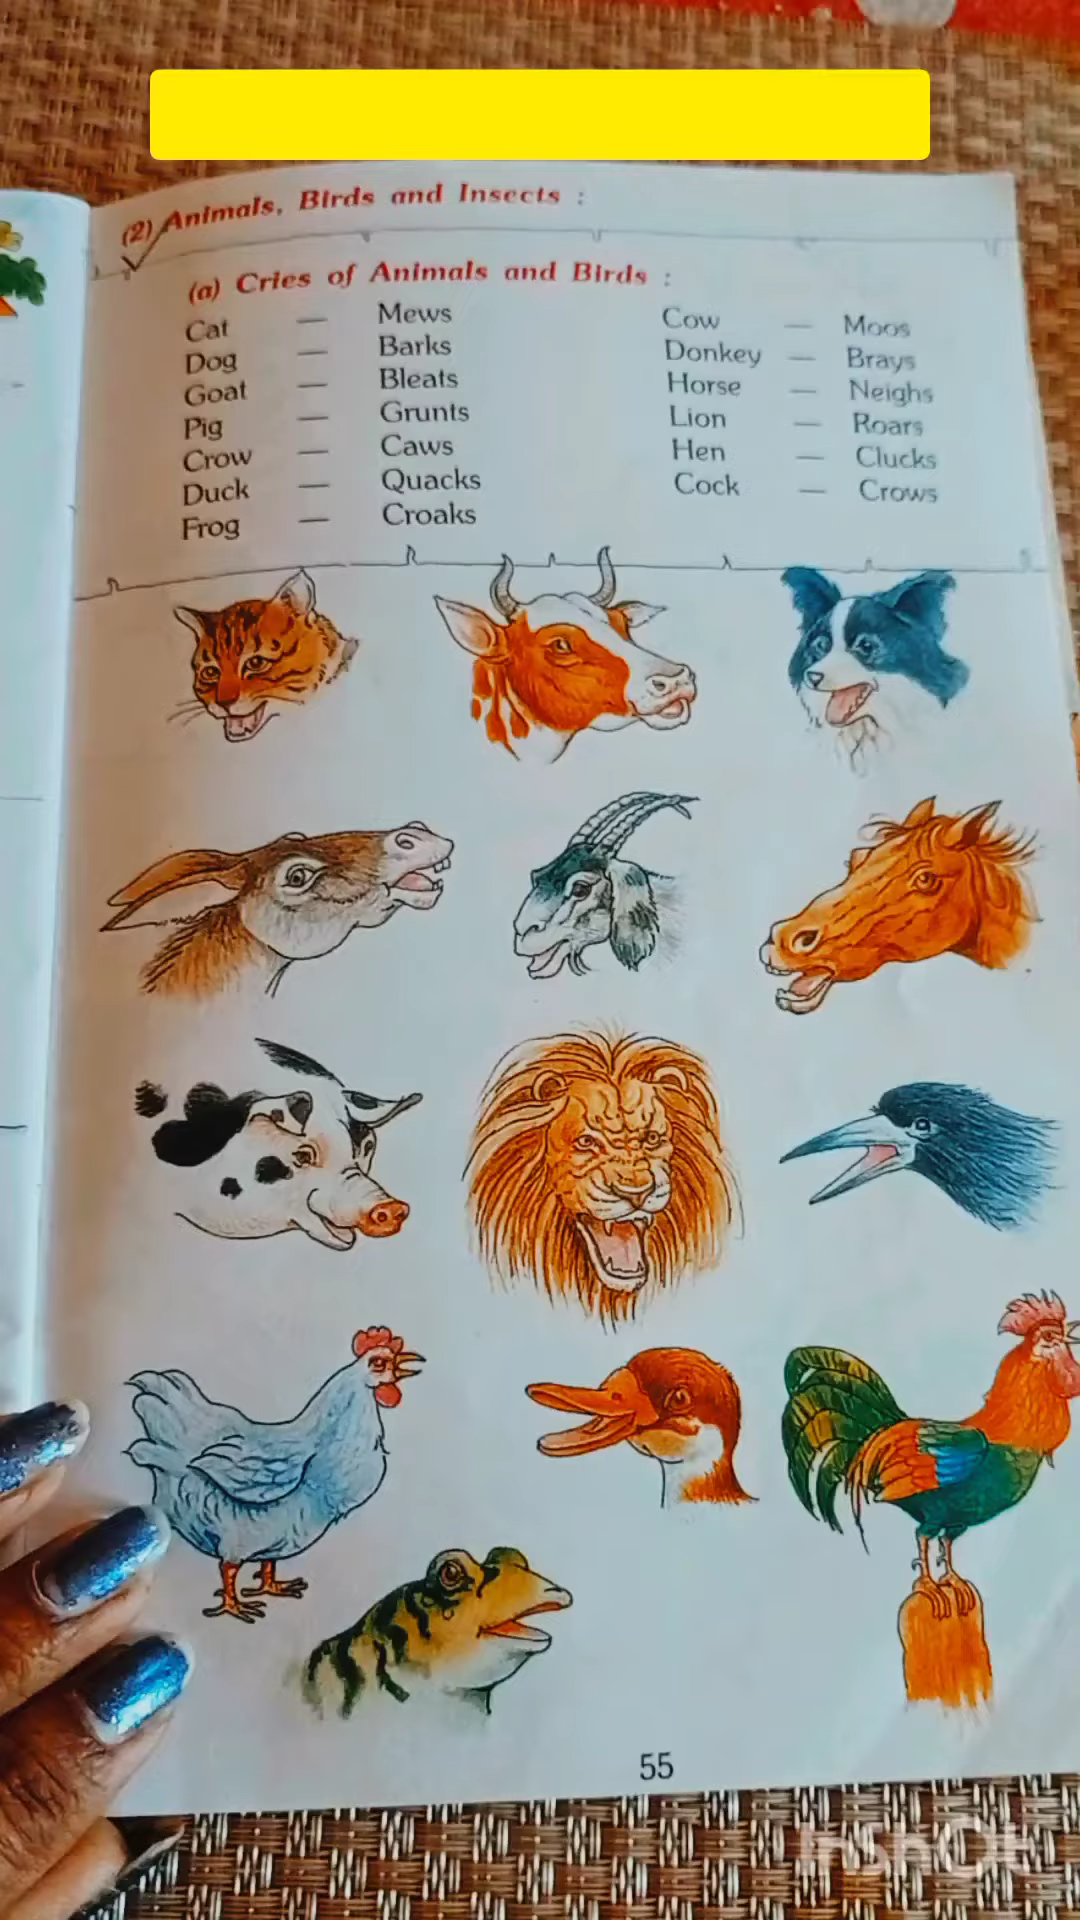 (2) Animals, Birds and Insects :
(a) Cries of Animals and Birds :
Cat — Mews
Dog — Barks
Goat — Bleats
Pig — Grunts
Crow — Caws
Duck — Quacks
Frog — Croaks
Cow — Moos
Donkey — Brays
Horse — Neighs
Lion — Roars
Hen — Clucks
Cock — Crows
55
InShOt